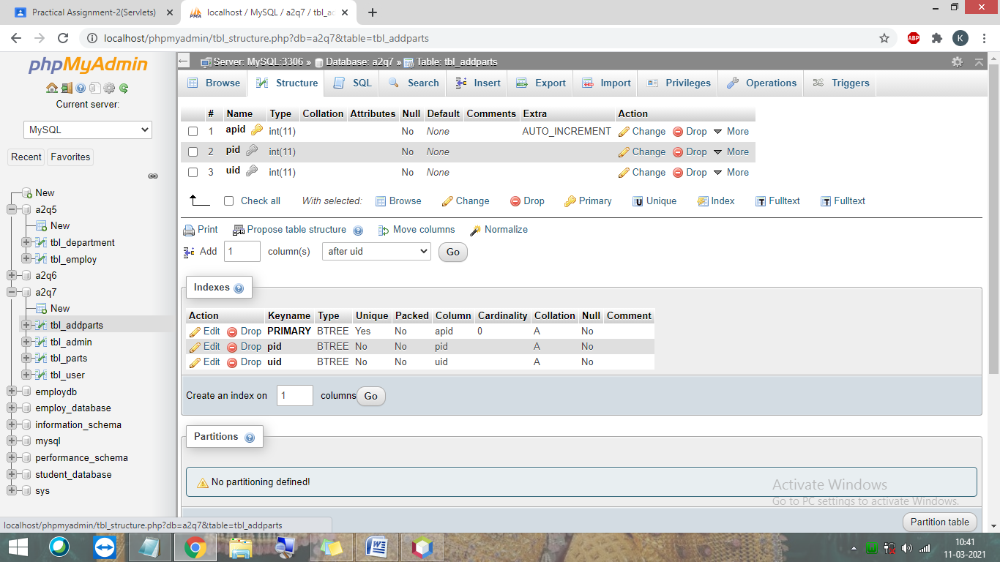 Practical Assignment-2(Servlets)
localhost / MySQL / a2q7 / tbl_ac
localhost/phpmyadmin/tbl_structure.php?db=a2q7&table=tbl_addparts
ABP
K
phpMyAdmin
Current server:
MySQL
Recent Favorites
New
a2q5
New
tbl_department
tbl_employ
a2q6
a2q7
New
tbl_addparts
tbl_admin
tbl_parts
tbl_user
employdb
employ_database
information_schema
mysql
performance_schema
student_database
sys
Server: MySQL:3306 » Database: a2q7 » Table: tbl_addparts
Browse Structure SQL Search Insert Export Import Privileges Operations Triggers
# Name Type Collation Attributes Null Default Comments Extra Action
1 apid int(11) No None AUTO_INCREMENT Change Drop More
2 pid int(11) No None Change Drop More
3 uid int(11) No None Change Drop More
Check all With selected: Browse Change Drop Primary Unique Index Fulltext Fulltext
Print Propose table structure Move columns Normalize
Add 1 column(s) after uid Go
Indexes
Action Keyname Type Unique Packed Column Cardinality Collation Null Comment
Edit Drop PRIMARY BTREE Yes No apid 0 A No
Edit Drop pid BTREE No No pid A No
Edit Drop uid BTREE No No uid A No
Create an index on 1 columns Go
Partitions
No partitioning defined!
Activate Windows
Go to PC settings to activate Windows.
Partition table
localhost/phpmyadmin/tbl_structure.php?db=a2q7&table=tbl_addparts
10:41
11-03-2021